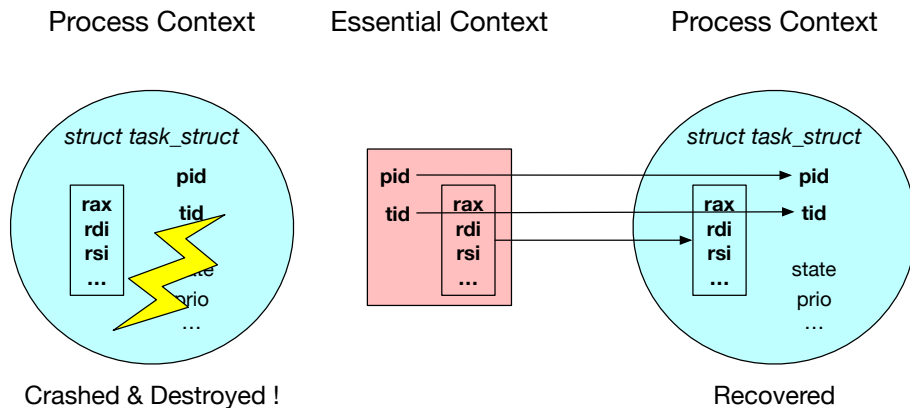 Process Context
Essential Context
Process Context
struct task_struct
pid
tid
rax
rdi
rsi
...
prio
...
Crashed & Destroyed !
pid
tid
rax
rdi
rsi
...
struct task_struct
pid
tid
rax
rdi
rsi
...
state
prio
...
Recovered